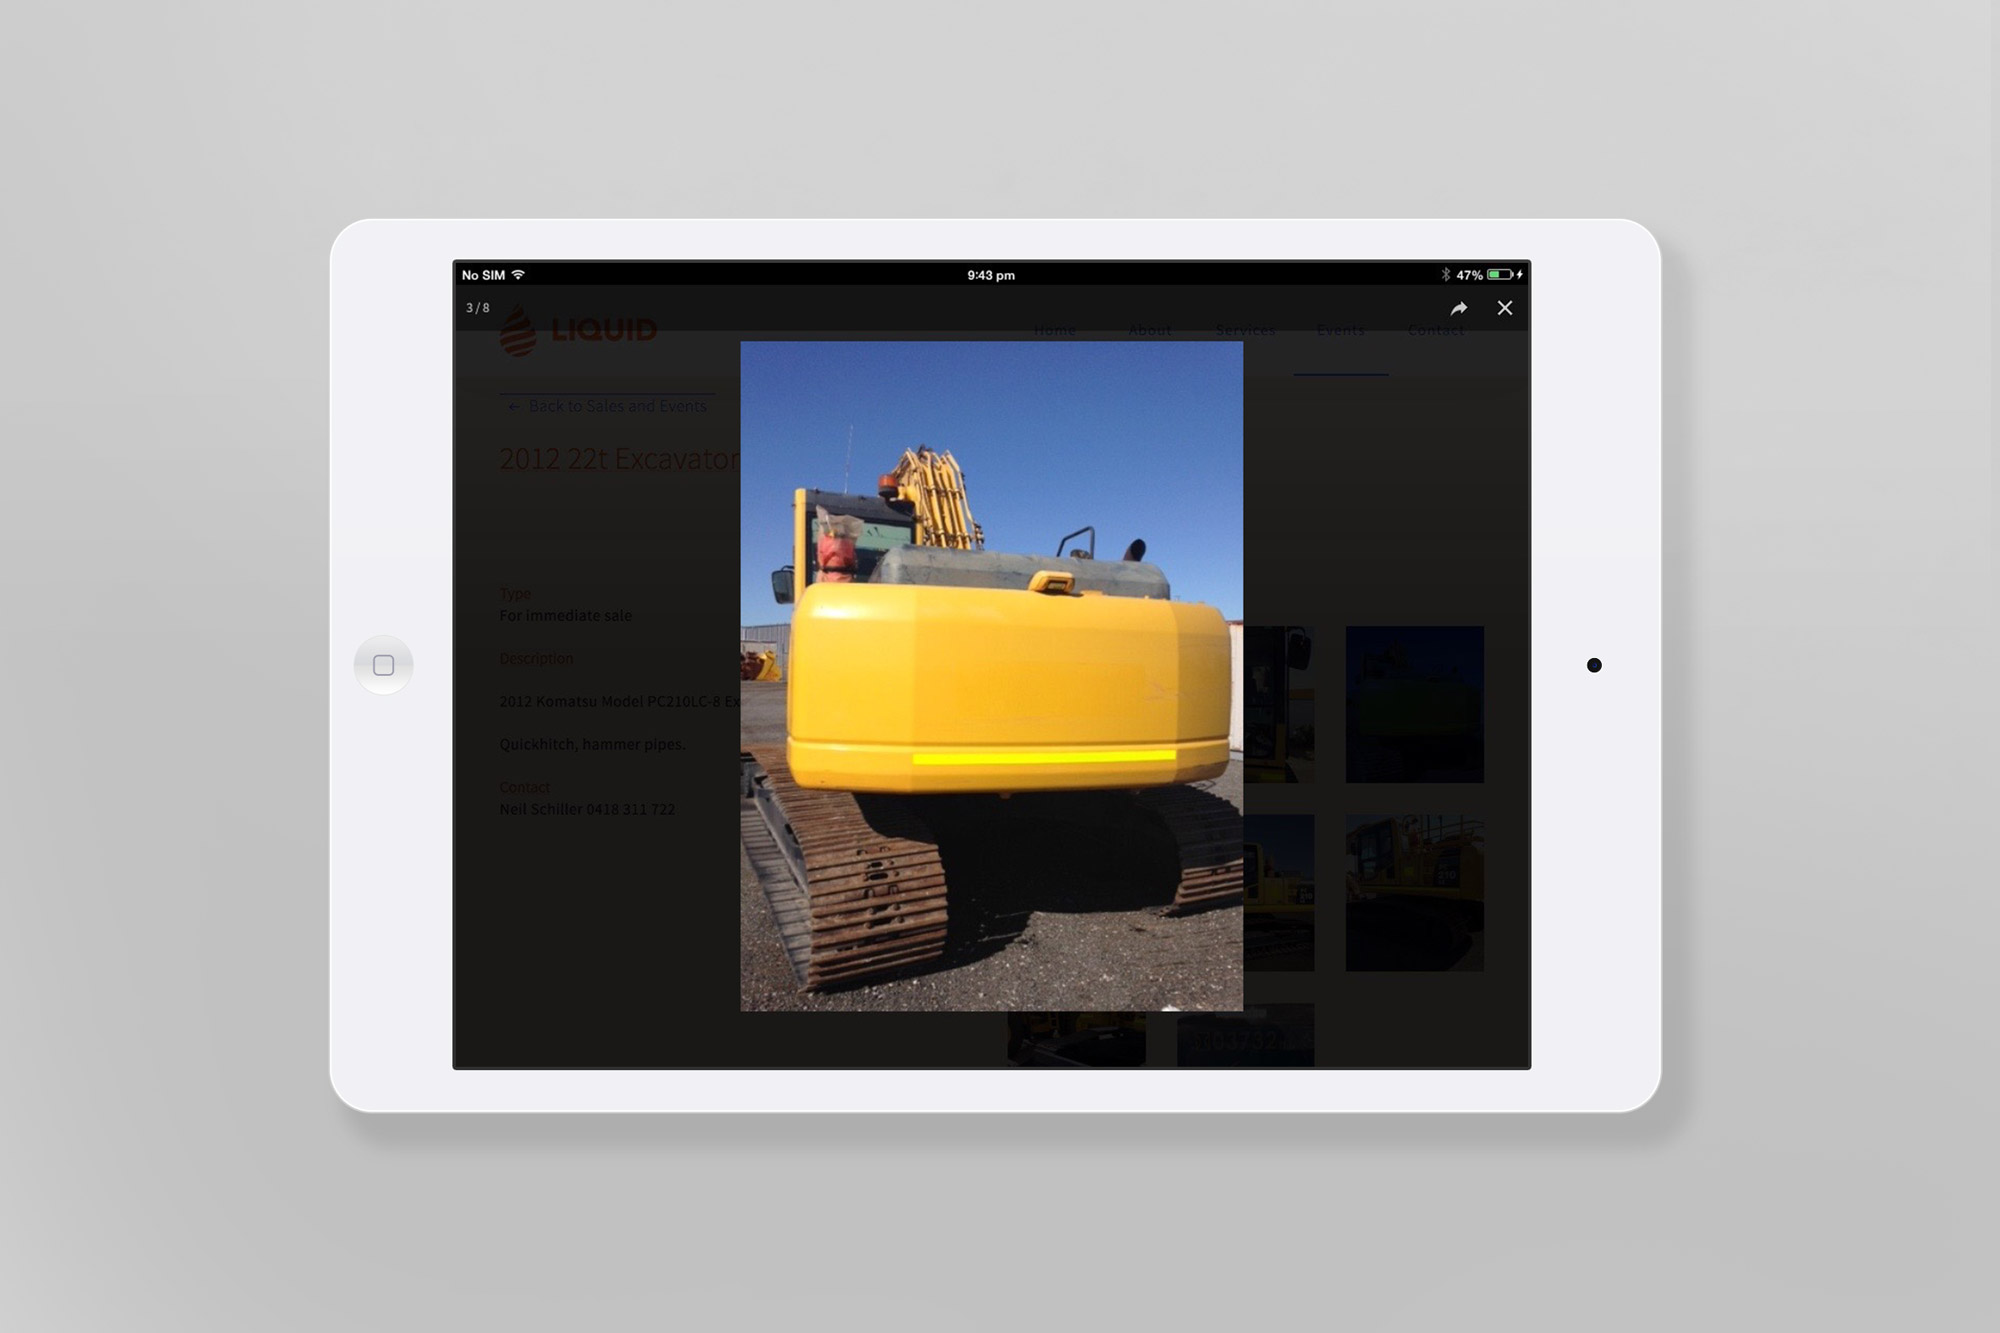 No SIM
9:43 pm
47%
3 / 8
LIQUID
Home About Services Events Contact
← Back to Sales and Events
2012 22t Excavator
Type
For immediate sale
Description
2012 Komatsu Model PC210LC-8 Ex
Quickhitch, hammer pipes.
Contact
Neil Schiller 0418 311 722